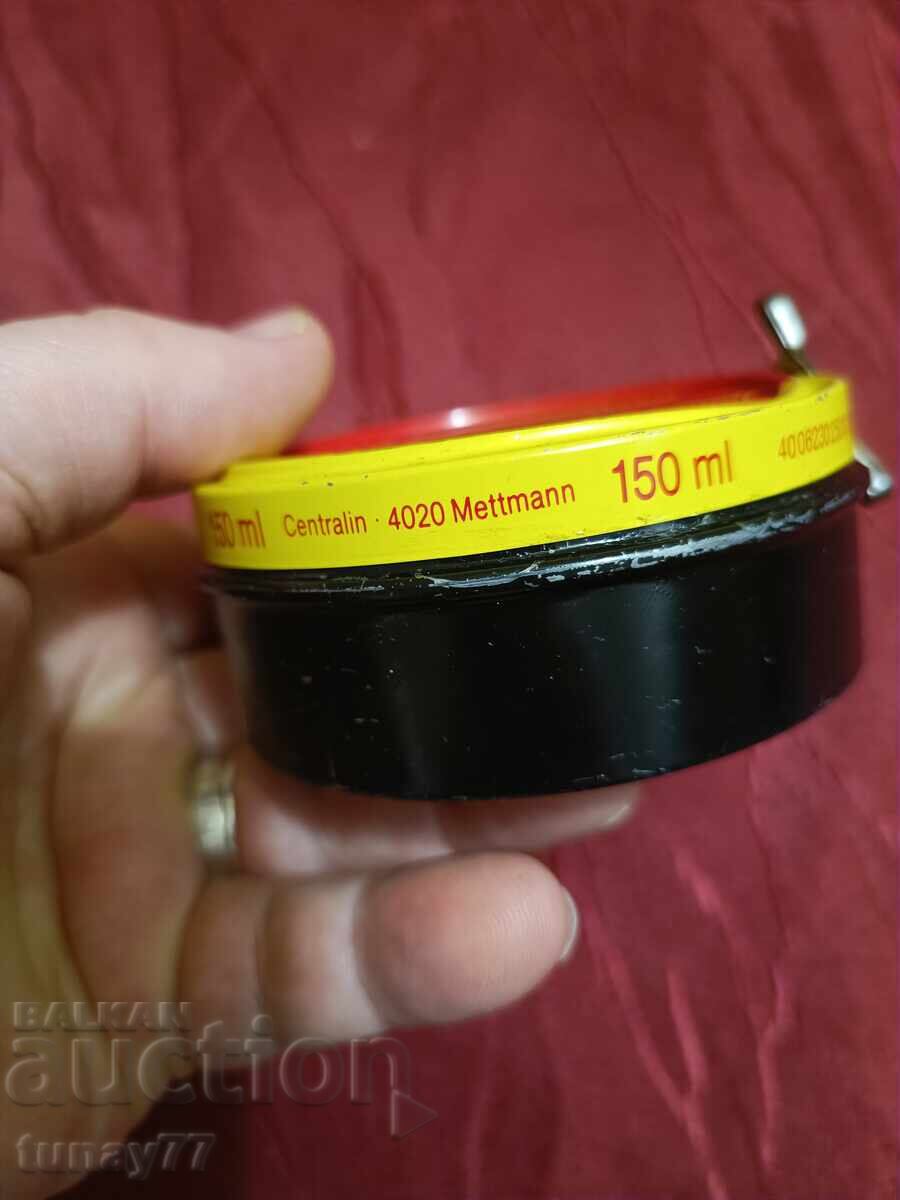 150 ml Centralin · 4020 Mettmann 150 ml
BALKAN
auction
tunay77